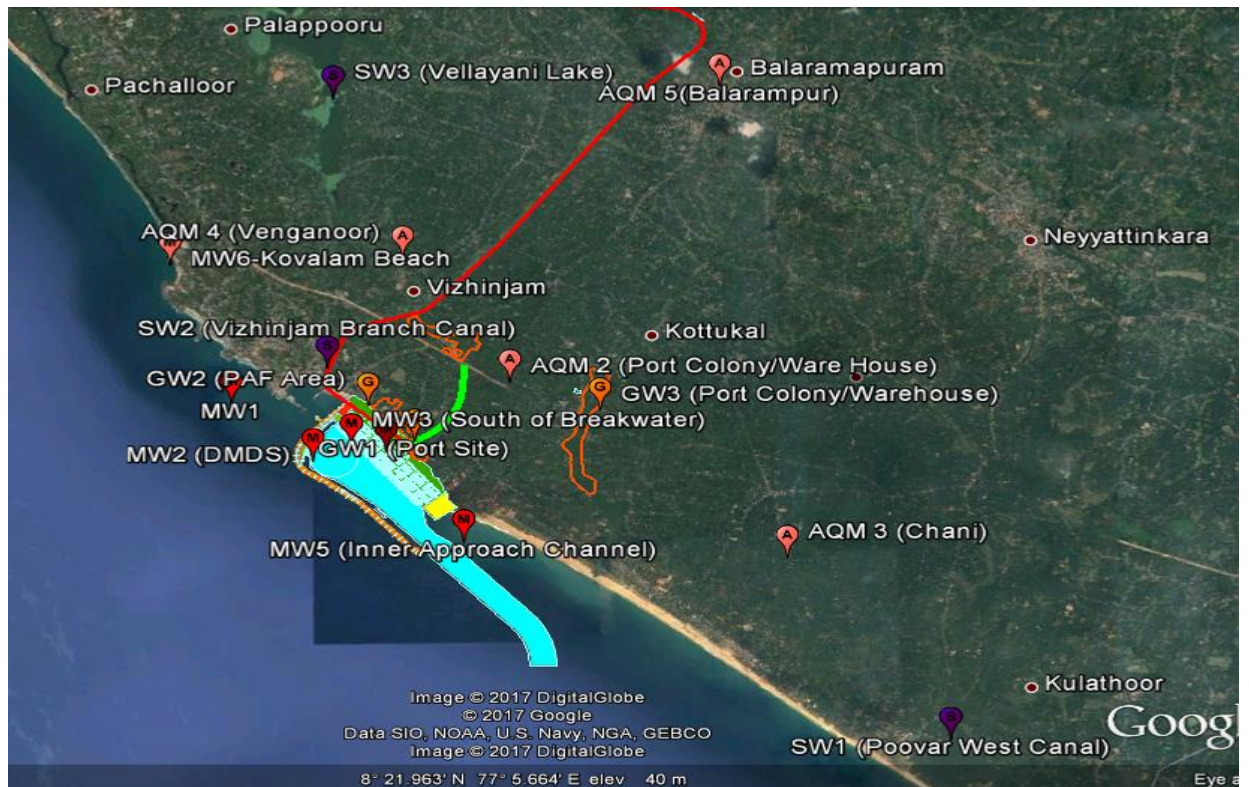 Palappooru
SW3 (Vellayani Lake)
Balaramapuram
Pachalloor
AQM 5(Balarampur)
AQM 4 (Venganoor)
MW6-Kovalam Beach
Neyyattinkara
Vizhinjam
SW2 (Vizhinjam Branch Canal)
Kottukal
AQM 2 (Port Colony/Ware House)
GW2 (PAF Area)
GW3 (Port Colony/Warehouse)
MW1
MW3 (South of Breakwater)
GW1 (Port Site)
MW2 (DMDS)
AQM 3 (Chani)
MW5 (Inner Approach Channel)
Kulathoor
Image © 2017 DigitalGlobe
© 2017 Google
Data SIO, NOAA, U.S. Navy, NGA, GEBCO
Image © 2017 DigitalGlobe
Googl
SW1 (Poovar West Canal)
8° 21.963' N 77° 5.664' E elev 40 m
Eye a